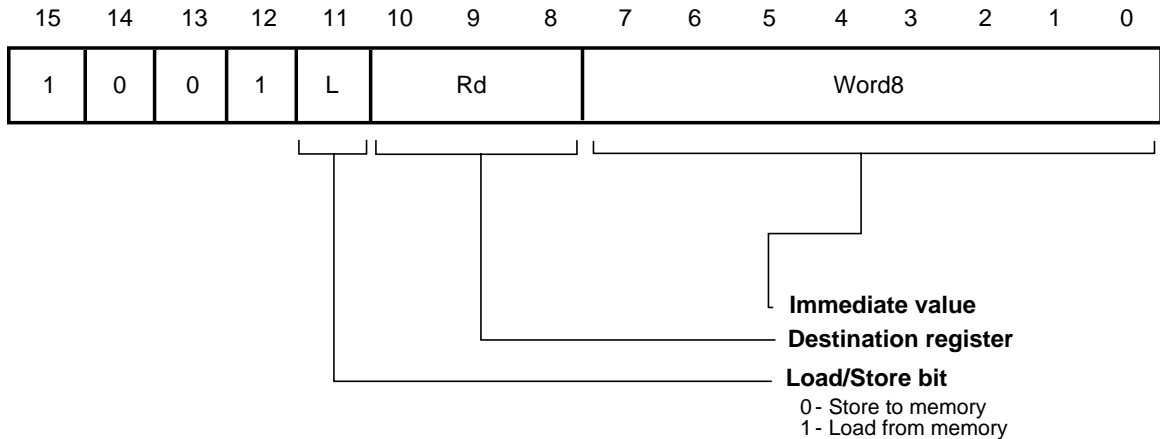 15 14 13 12 11 10 9 8 7 6 5 4 3 2 1 0
1 0 0 1 L Rd Word8
Immediate value
Destination register
Load/Store bit
0 - Store to memory
1 - Load from memory